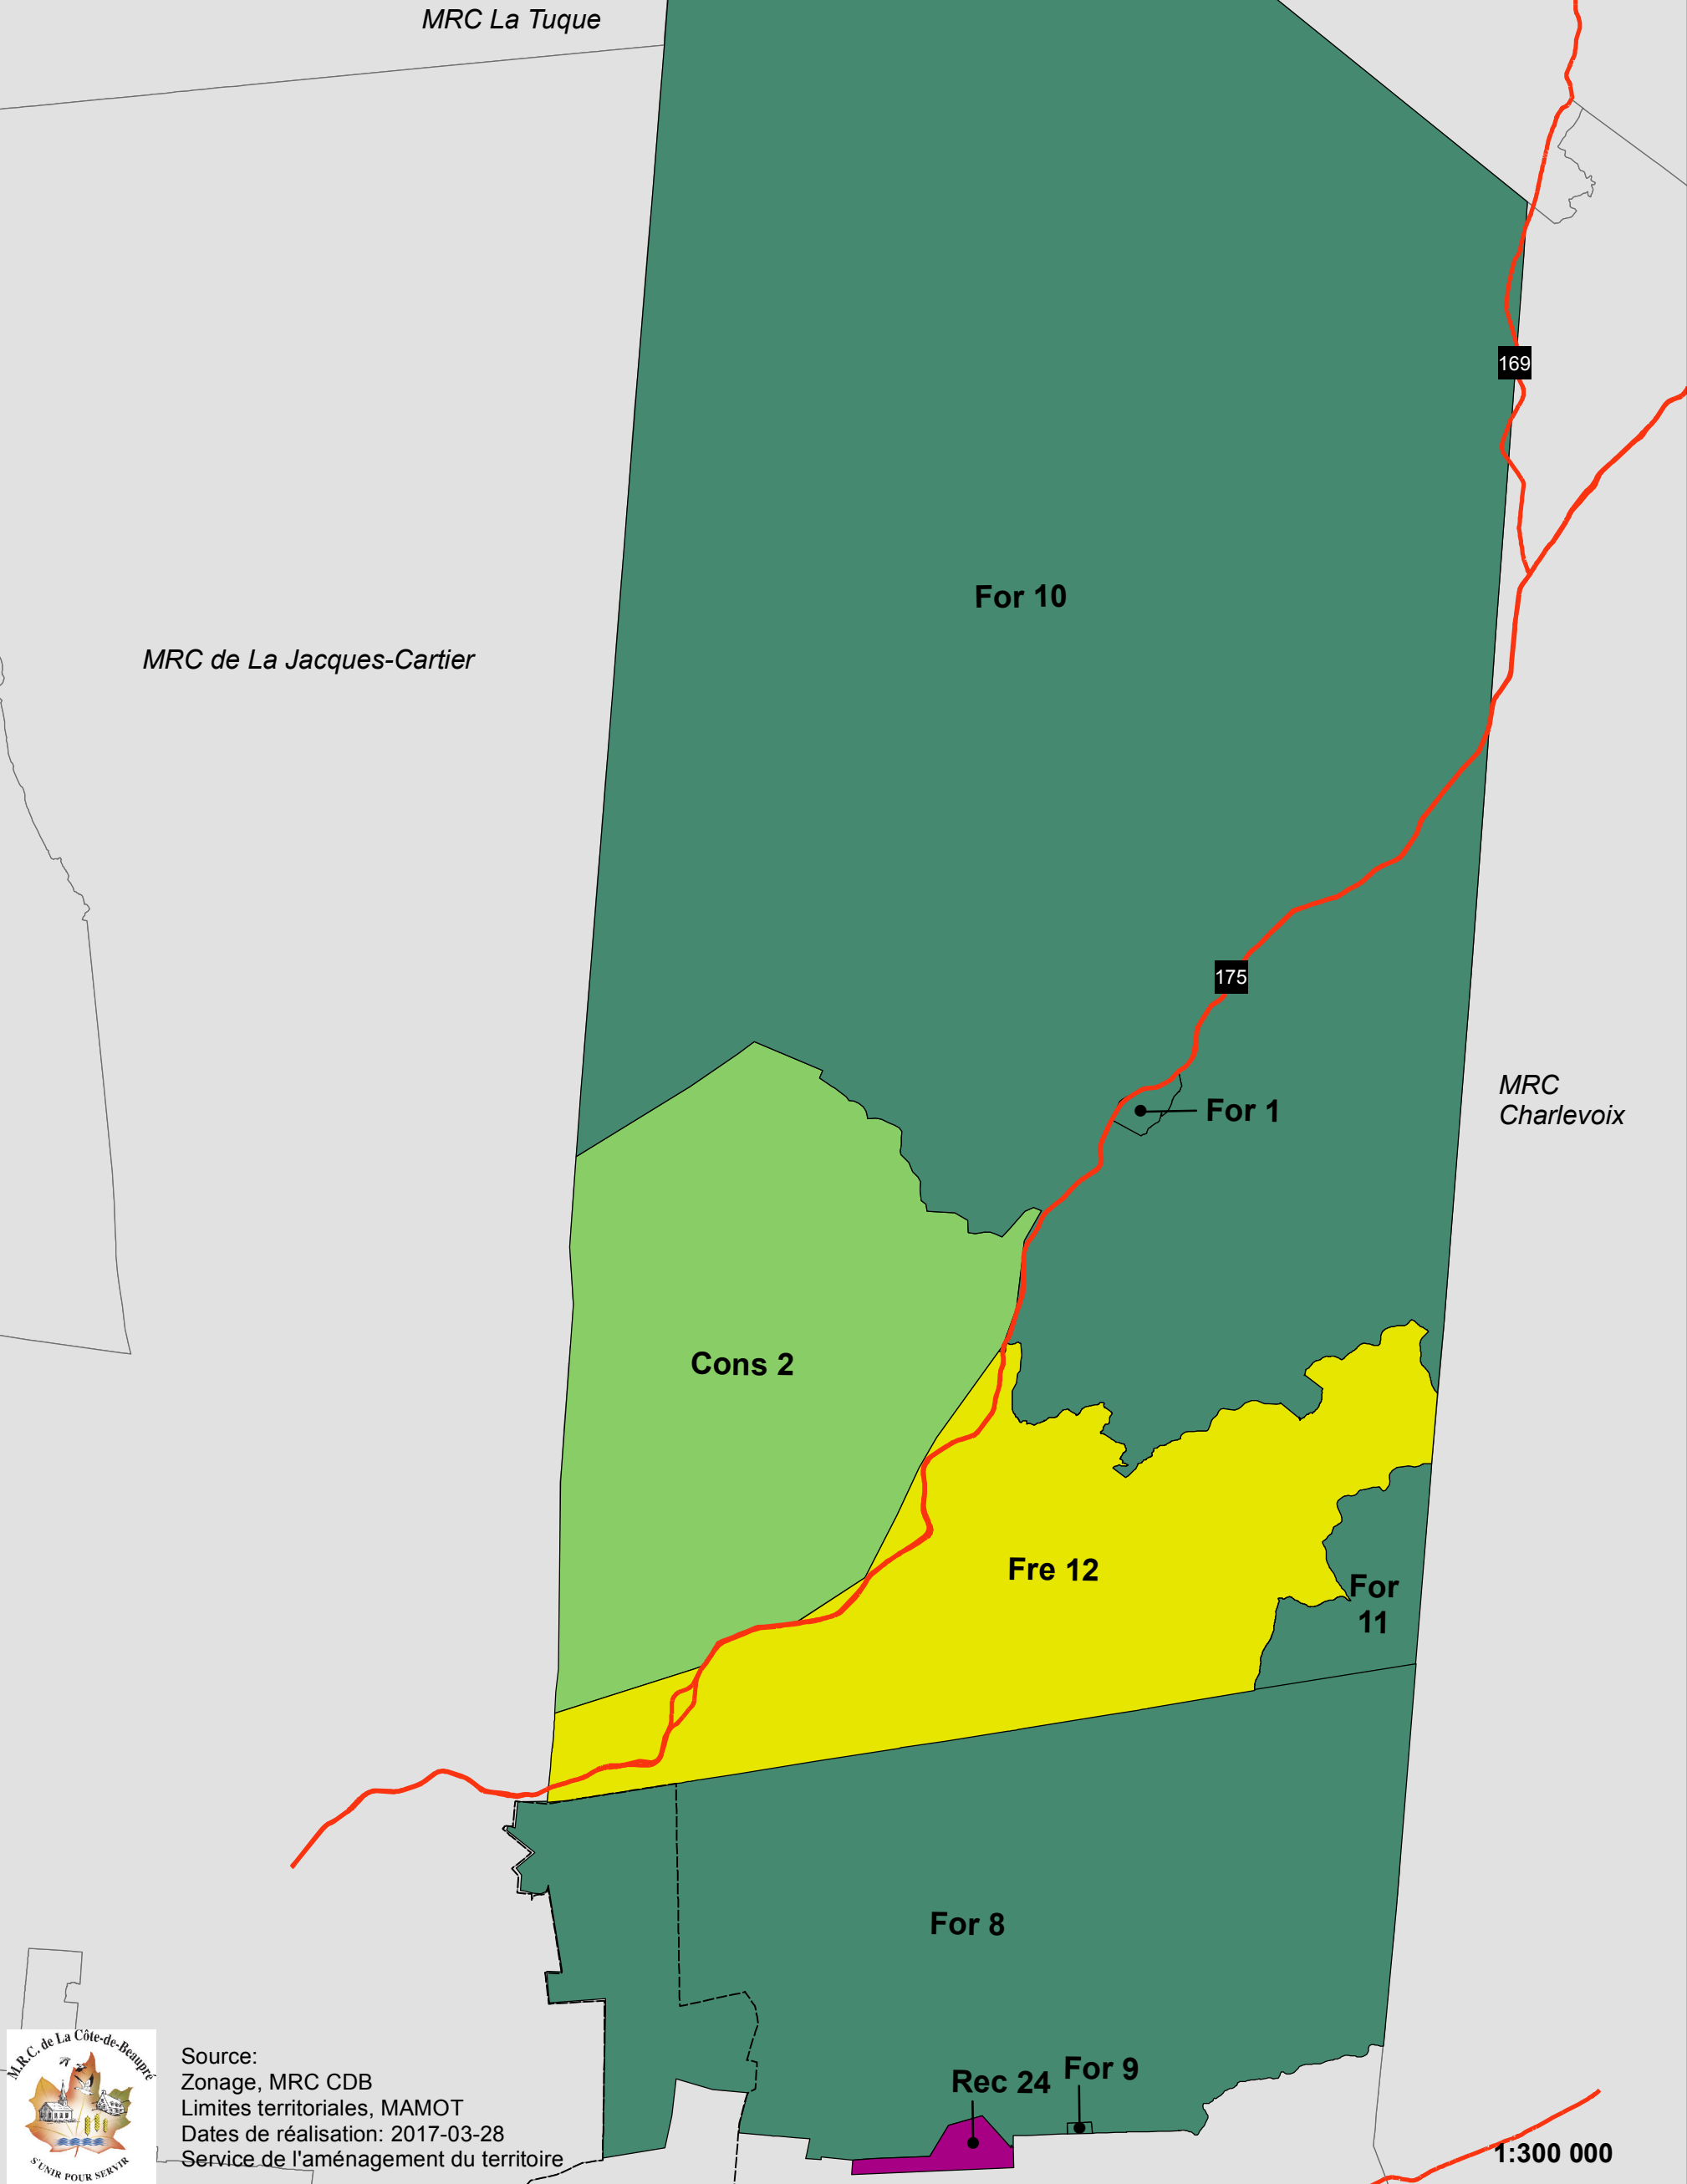 MRC La Tuque
169
For 10
MRC de La Jacques-Cartier
175
MRC
Charlevoix
For 1
Cons 2
Fre 12
For
11
For 8
For 9
Rec 24
M.R.C. de La Côte-de-Beaupré
S'UNIR POUR SERVIR
Source:
Zonage, MRC CDB
Limites territoriales, MAMOT
Dates de réalisation: 2017-03-28
Service de l'aménagement du territoire
1:300 000